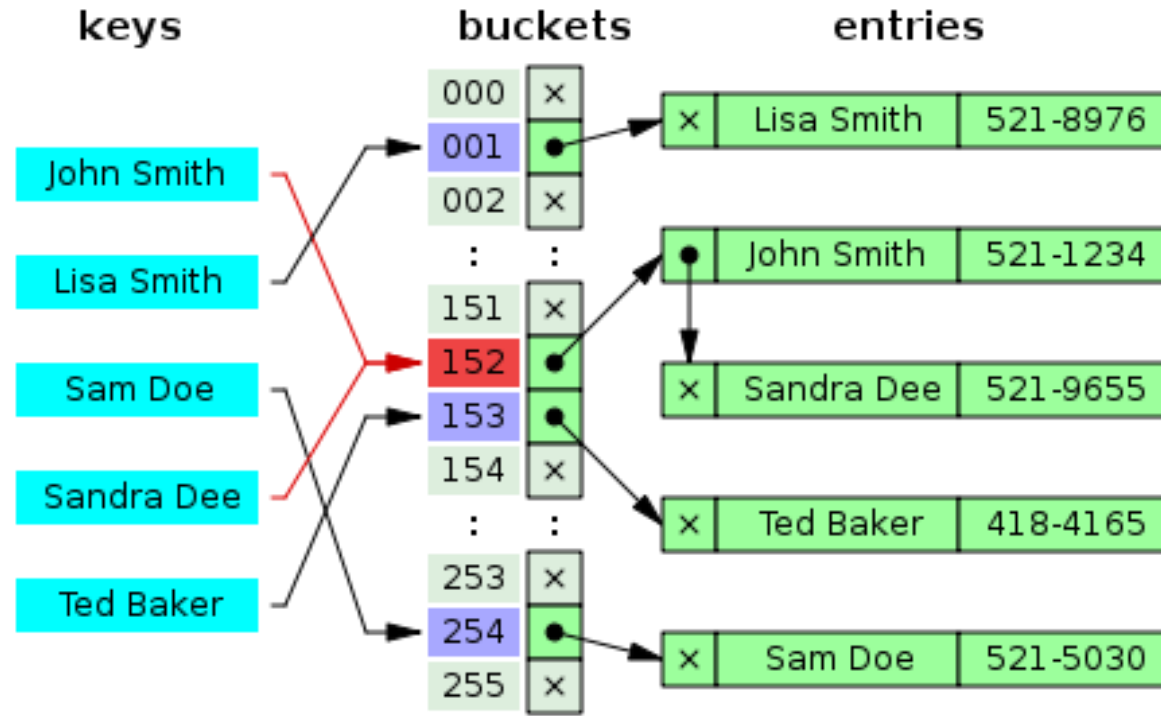 keys buckets entries
000 ×
× Lisa Smith 521-8976
001
John Smith
002 ×
: :
× John Smith 521-1234
Lisa Smith
151 ×
152
Sam Doe
× Sandra Dee 521-9655
153
154 ×
Sandra Dee
: :
× Ted Baker 418-4165
253 ×
Ted Baker
254
× Sam Doe 521-5030
255 ×